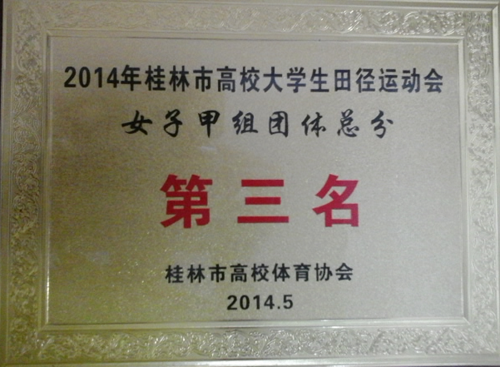 2014年桂林市高校大学生田径运动会
女子甲组团体总分
第三名
桂林市高校体育协会
2014.5